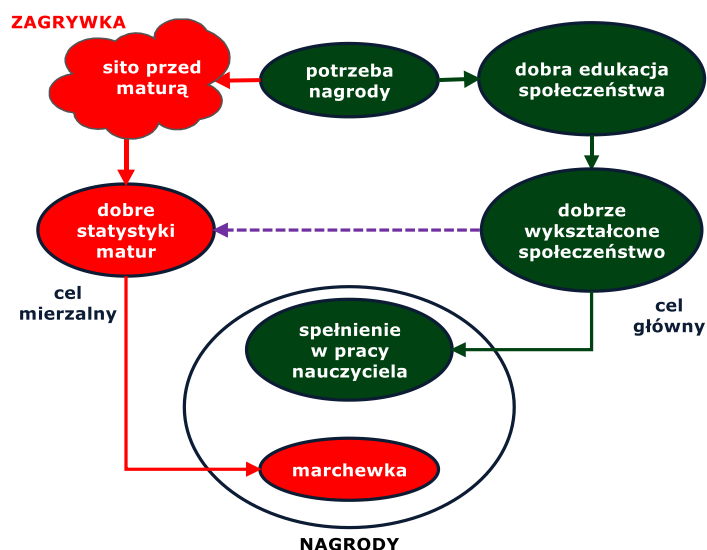 ZAGRYWKA
sito przed
maturą
potrzeba
nagrody
dobra edukacja
społeczeństwa
dobre
statystyki
matur
dobrze
wykształcone
społeczeństwo
cel
mierzalny
cel
główny
spełnienie
w pracy
nauczyciela
marchewka
NAGRODY